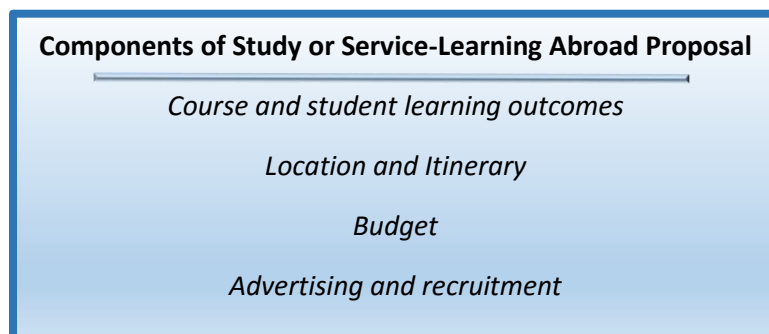 Components of Study or Service-Learning Abroad Proposal
Course and student learning outcomes
Location and Itinerary
Budget
Advertising and recruitment